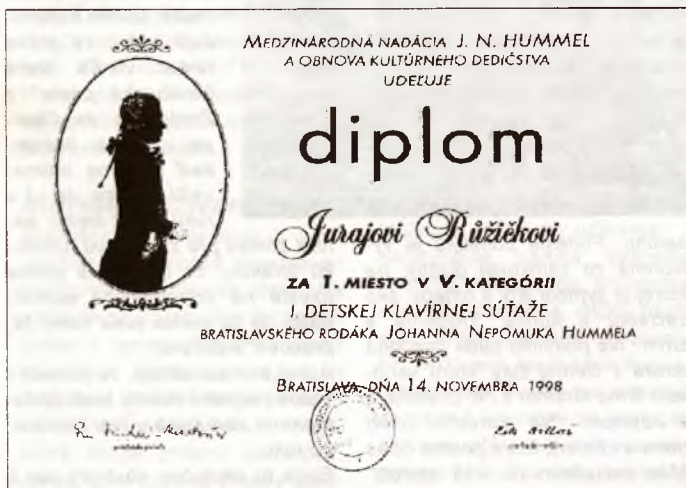 MEDZINÁRODNÁ NADÁCIA J. N. HUMMEL
A OBNOVA KULTÚRNEHO DEDIČSTVA
UDEĽUJE
diplom
Jurajovi Růžičkovi
ZA 1. MIESTO V V. KATEGÓRII
I. DETSKEJ KLAVÍRNEJ SÚŤAŽE
BRATISLAVSKÉHO RODÁKA JOHANNA NEPOMUKA HUMMELA
BRATISLAVA, DŇA 14. NOVEMBRA 1998